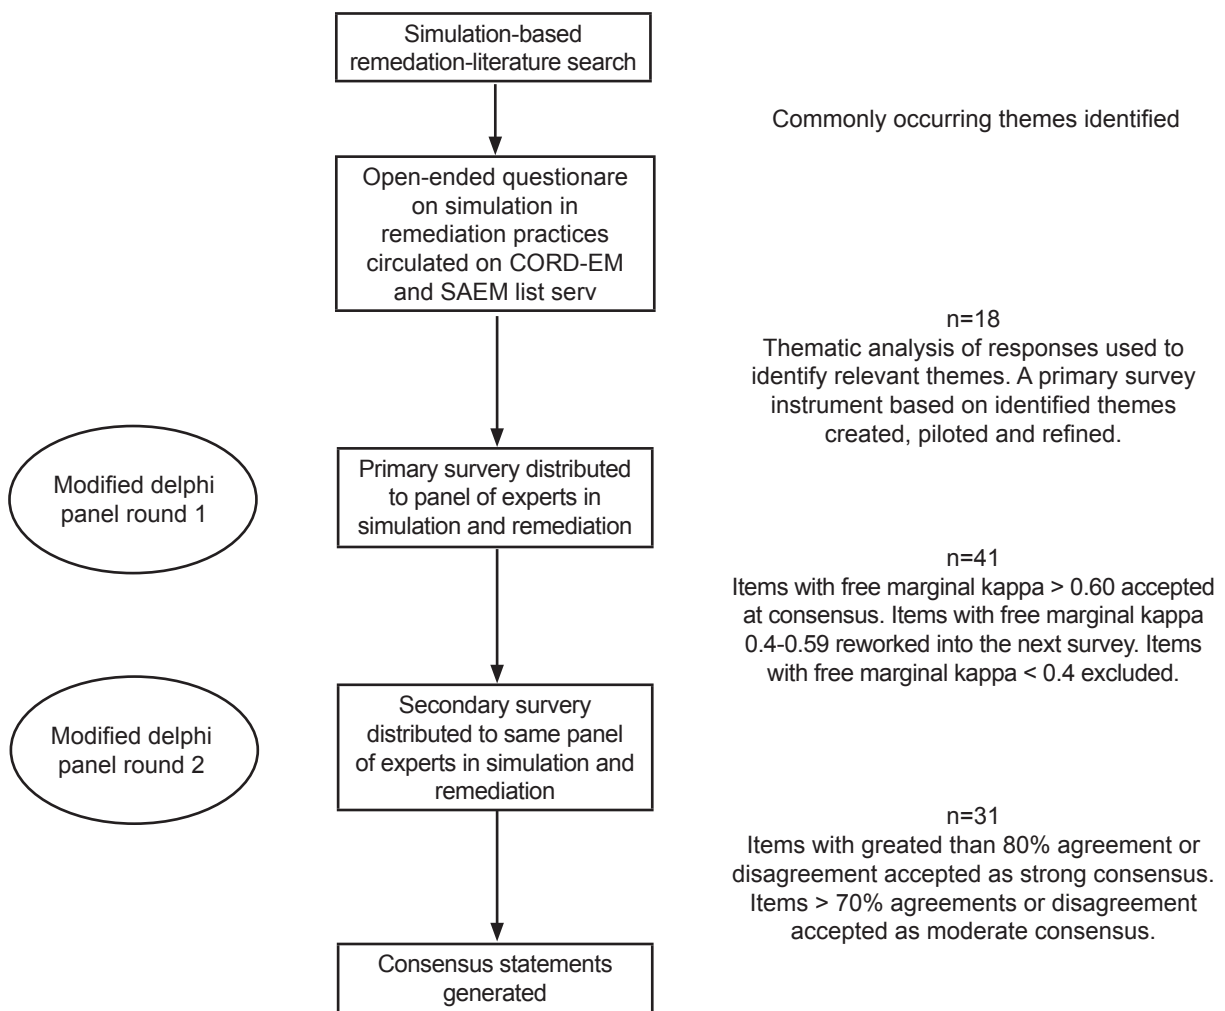 Simulation-based
remedation-literature search
Commonly occurring themes identified
Open-ended questionare
on simulation in
remediation practices
circulated on CORD-EM
and SAEM list serv
n=18
Thematic analysis of responses used to
identify relevant themes. A primary survey
instrument based on identified themes
created, piloted and refined.
Modified delphi
panel round 1
Primary survery distributed
to panel of experts in
simulation and remediation
n=41
Items with free marginal kappa > 0.60 accepted
at consensus. Items with free marginal kappa
0.4-0.59 reworked into the next survey. Items
with free marginal kappa < 0.4 excluded.
Modified delphi
panel round 2
Secondary survery
distributed to same panel
of experts in simulation and
remediation
n=31
Items with greated than 80% agreement or
disagreement accepted as strong consensus.
Items > 70% agreements or disagreement
accepted as moderate consensus.
Consensus statements
generated